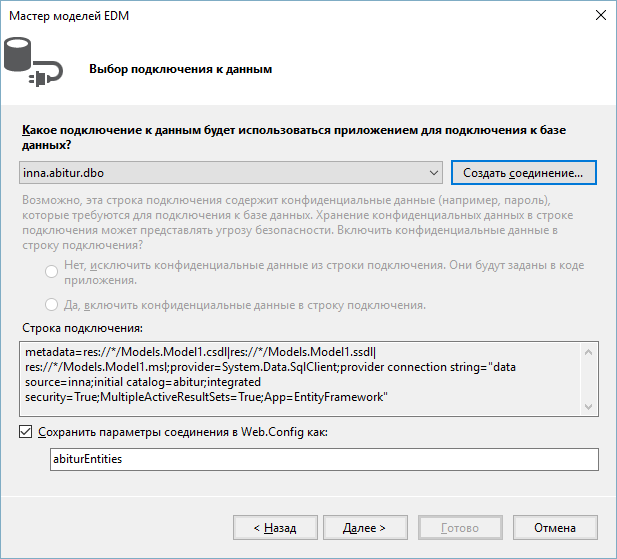 Мастер моделей EDM
Выбор подключения к данным
Какое подключение к данным будет использоваться приложением для подключения к базе
данных?
inna.abitur.dbo
Создать соединение...
Возможно, эта строка подключения содержит конфиденциальные данные (например, пароль),
которые требуются для подключения к базе данных. Хранение конфиденциальных данных в строке
подключения может представлять угрозу безопасности. Включить конфиденциальные данные в
строку подключения?
Нет, исключить конфиденциальные данные из строки подключения. Они будут заданы в коде
приложения.
Да, включить конфиденциальные данные в строку подключения.
Строка подключения:
metadata=res://*/Models.Model1.csdl|res://*/Models.Model1.ssdl|
res://*/Models.Model1.msl;provider=System.Data.SqlClient;provider connection string="data
source=inna;initial catalog=abitur;integrated
security=True;MultipleActiveResultSets=True;App=EntityFramework"
Сохранить параметры соединения в Web.Config как:
abiturEntities
< Назад
Далее >
Готово
Отмена